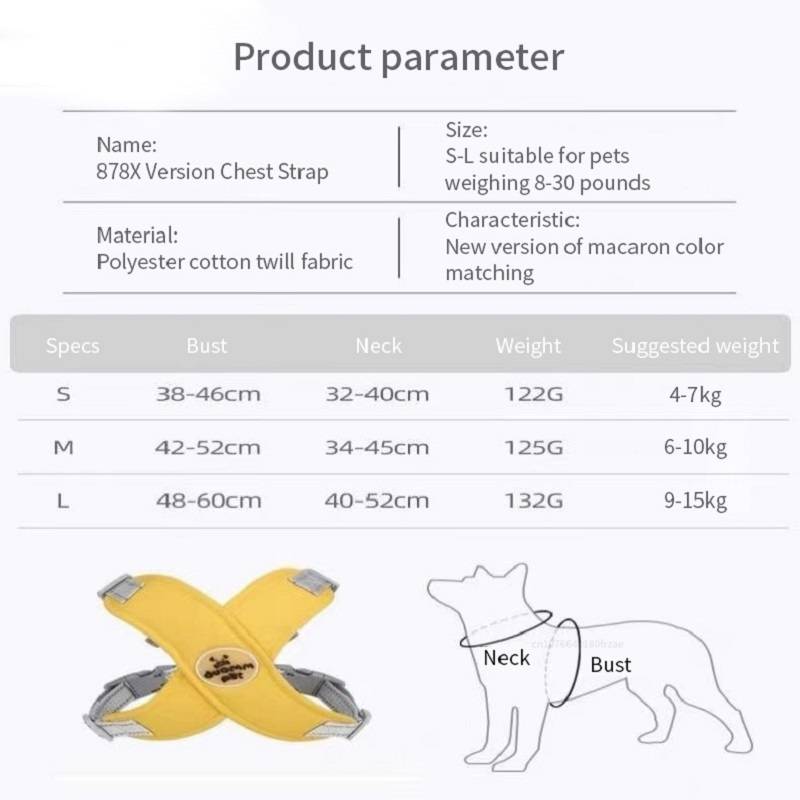 Product parameter
Name:
878X Version Chest Strap
Size:
S-L suitable for pets
weighing 8-30 pounds
Material:
Polyester cotton twill fabric
Characteristic:
New version of macaron color
matching
Specs Bust Neck Weight Suggested weight
S 38-46cm 32-40cm 122G 4-7kg
M 42-52cm 34-45cm 125G 6-10kg
L 48-60cm 40-52cm 132G 9-15kg
Neck
Bust
pet